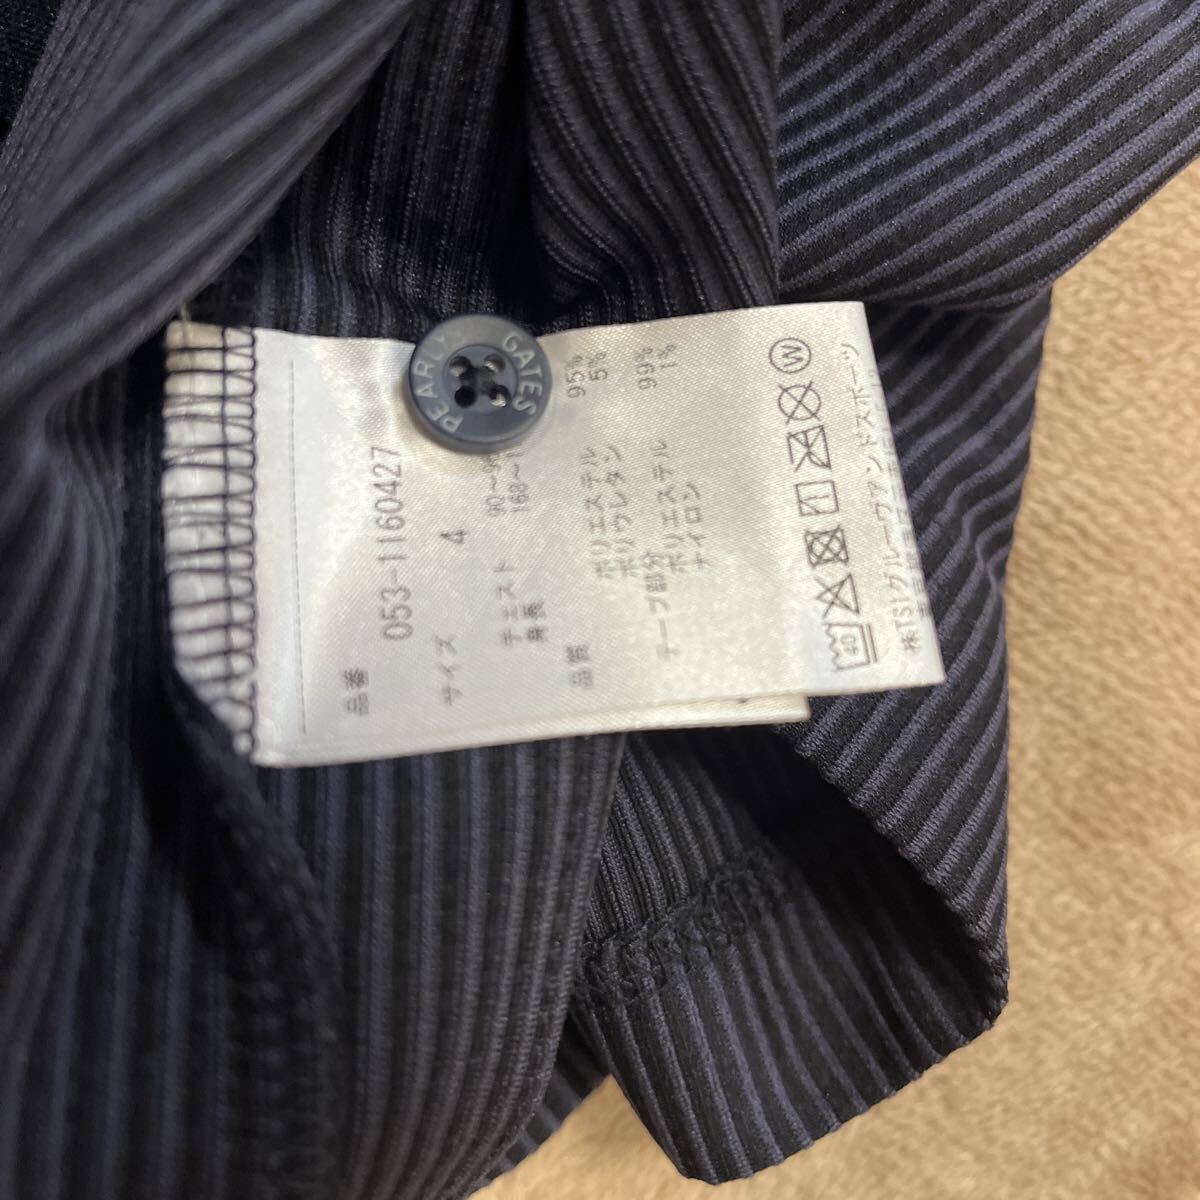 PEARLY GATES
品番 053-1160427
サイズ 4
チェスト 90~9
身長 168~1
品質
ポリエステル 95%
ポリウレタン 5%
テープ部分
ポリエステル 99%
ナイロン 1%
W
40
株TSIグルーヴアンドスポーツ